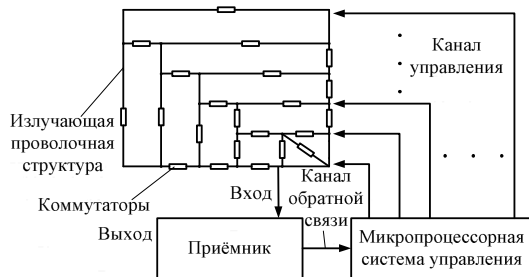 Канал
управления
Излучающая
проволочная
структура
Коммутаторы
Вход
Канал
обратной
связи
Выход
Приёмник
Микропроцессорная
система управления